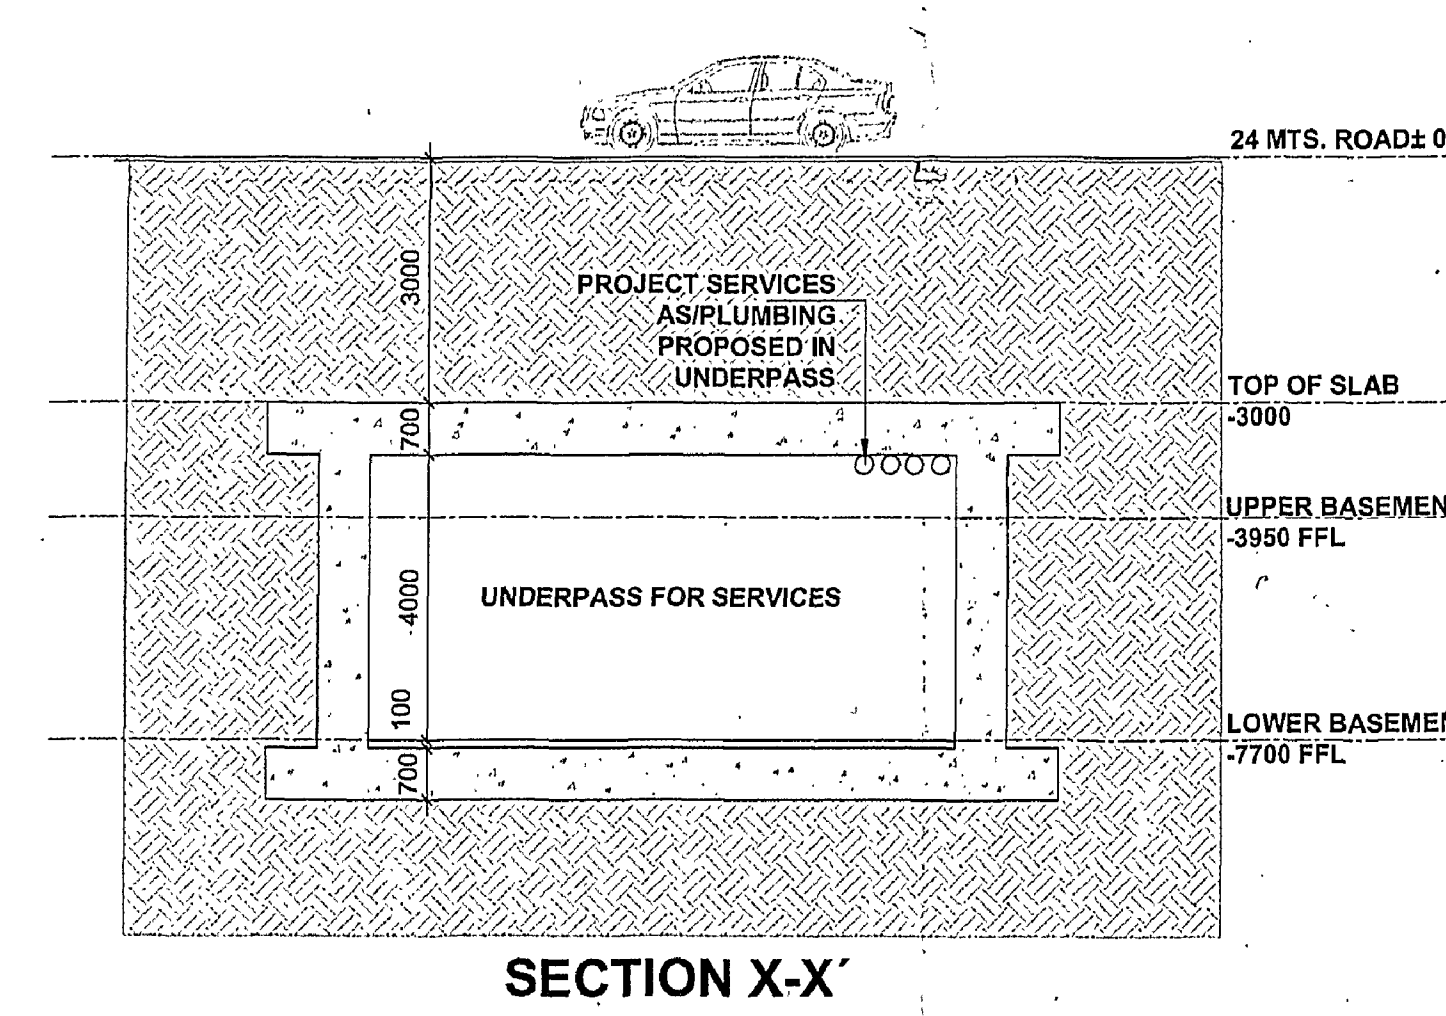 24 MTS. ROAD± 0
3000
PROJECT SERVICES
AS/PLUMBING
PROPOSED IN
UNDERPASS
TOP OF SLAB
-3000
700
UPPER BASEMEN
-3950 FFL
4000
UNDERPASS FOR SERVICES
100
LOWER BASEMEN
-7700 FFL
700
SECTION X-X´